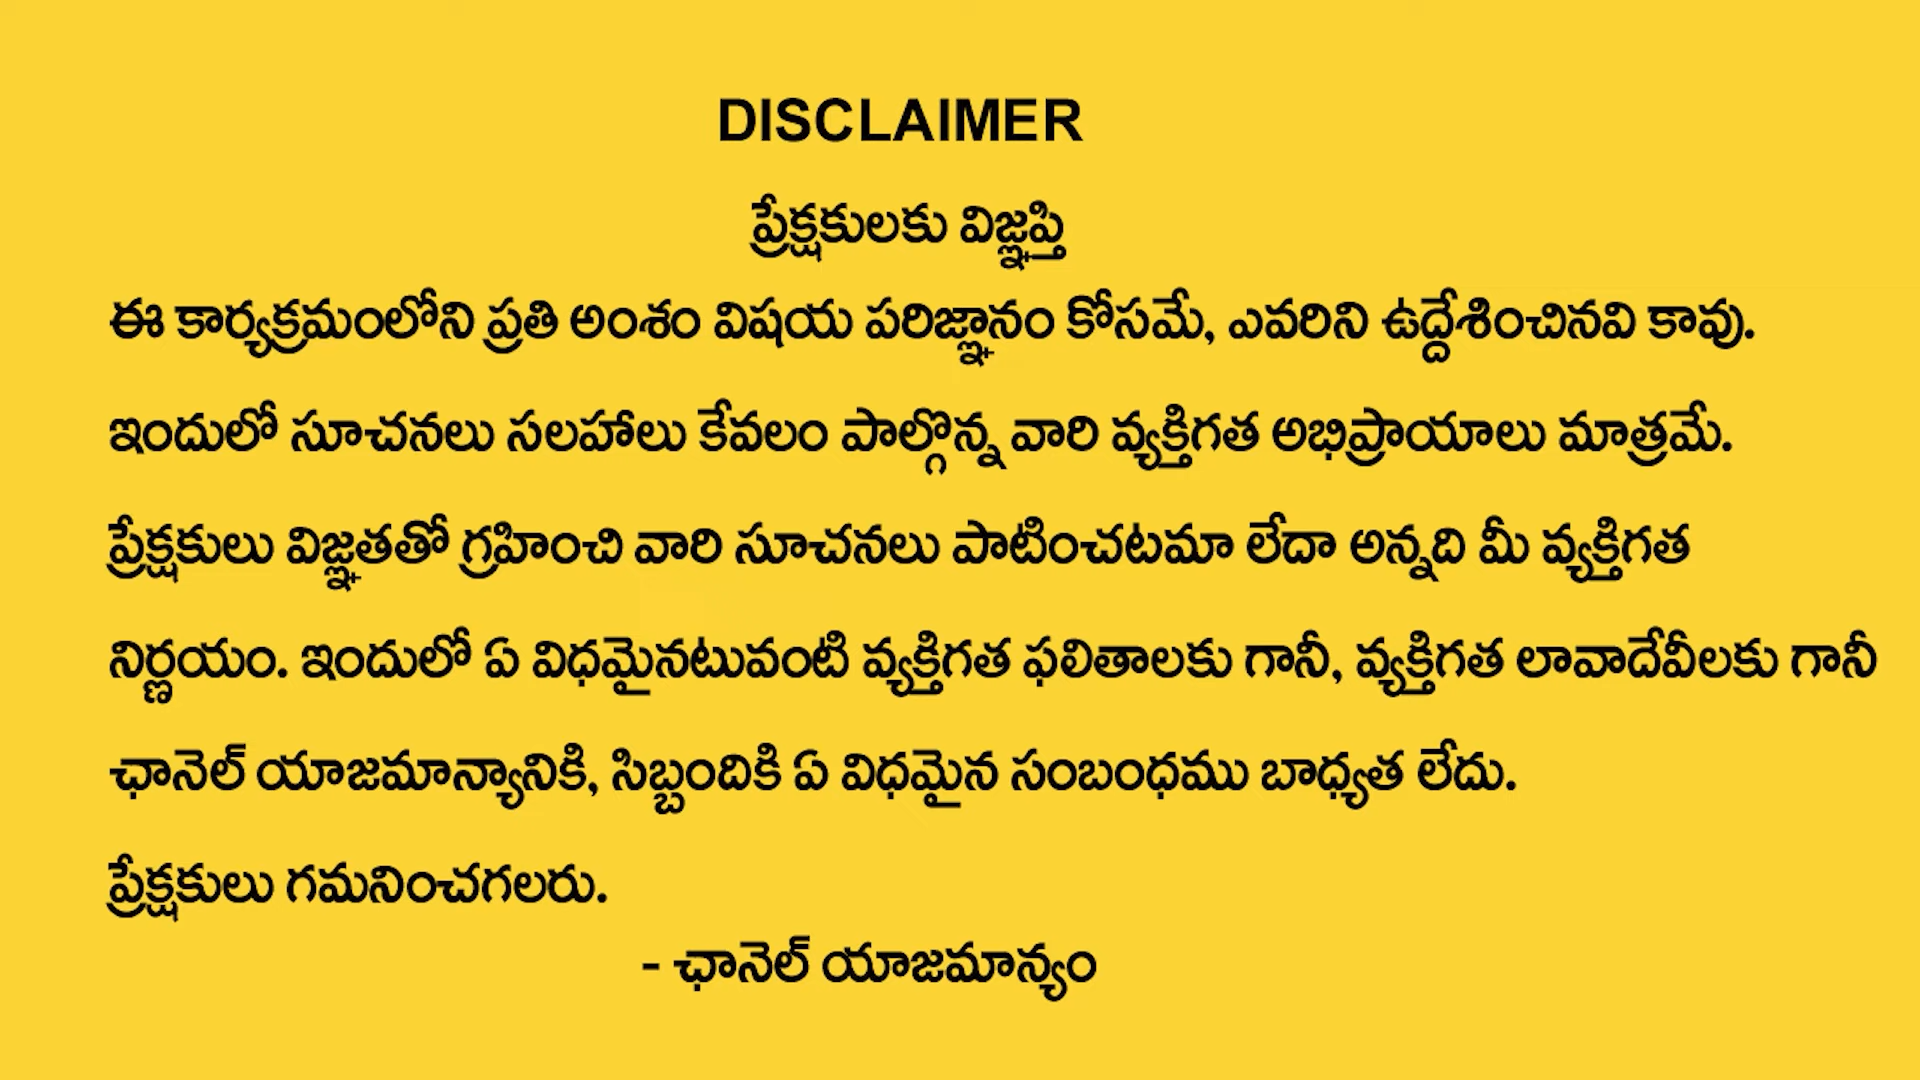 DISCLAIMER
ప్రేక్షకులకు విజ్ఞప్తి
ఈ కార్యక్రమంలోని ప్రతి అంశం విషయ పరిజ్ఞానం కోసమే, ఎవరిని ఉద్దేశించినవి కావు.
ఇందులో సూచనలు సలహాలు కేవలం పాల్గొన్న వారి వ్యక్తిగత అభిప్రాయాలు మాత్రమే.
ప్రేక్షకులు విజ్ఞతతో గ్రహించి వారి సూచనలు పాటించటమా లేదా అన్నది మీ వ్యక్తిగత
నిర్ణయం. ఇందులో ఏ విధమైనటువంటి వ్యక్తిగత ఫలితాలకు గానీ, వ్యక్తిగత లావాదేవీలకు గానీ
ఛానెల్ యాజమాన్యానికి, సిబ్బందికి ఏ విధమైన సంబంధము బాధ్యత లేదు.
ప్రేక్షకులు గమనించగలరు.
- ఛానెల్ యాజమాన్యం